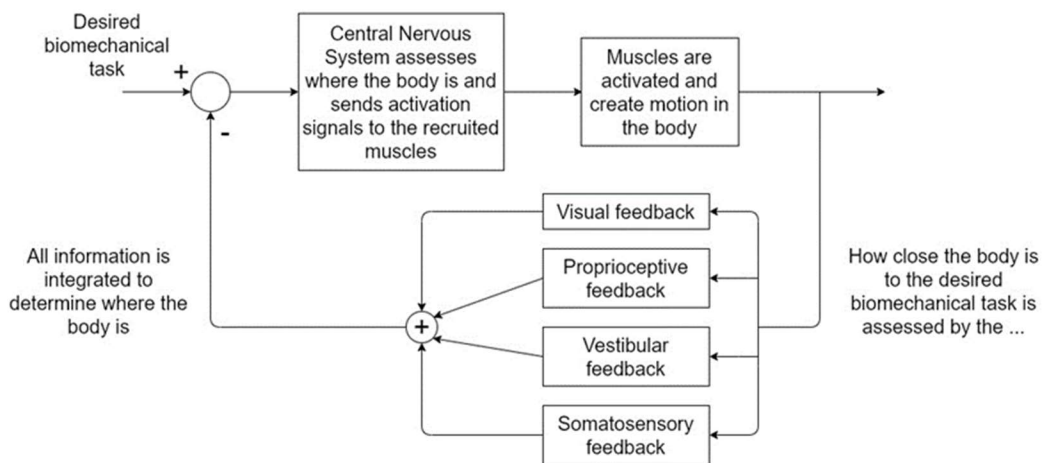 Desired
biomechanical
task
+
-
Central Nervous
System assesses
where the body is and
sends activation
signals to the recruited
muscles
Muscles are
activated and
create motion in
the body
Visual feedback
Proprioceptive
feedback
Vestibular
feedback
Somatosensory
feedback
How close the body is
to the desired
biomechanical task is
assessed by the ...
+
All information is
integrated to
determine where the
body is